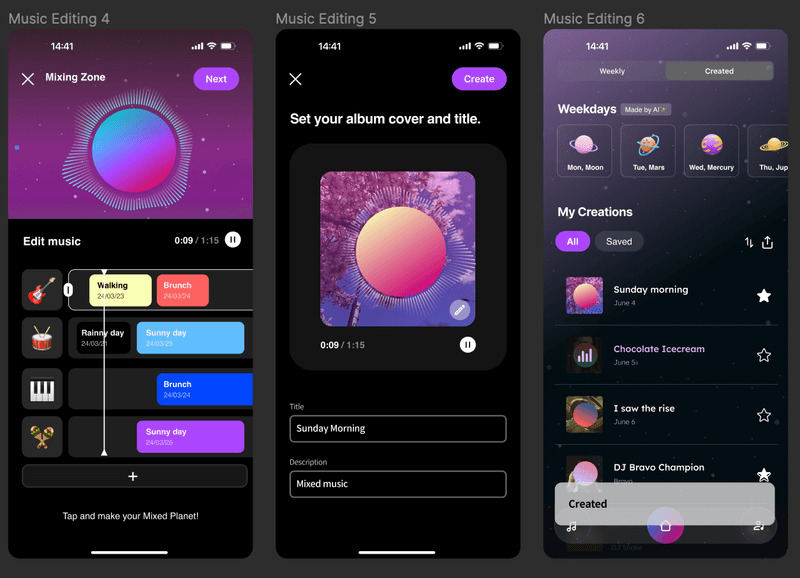 Music Editing 4
14:41
Mixing Zone
Next
Edit music
0:09 / 1:15
Walking
24/03/23
Brunch
24/03/24
Rainny day
24/03/2
Sunny day
24/03/25
Brunch
24/03/24
Sunny day
24/03/25
+
Tap and make your Mixed Planet!
Music Editing 5
14:41
Create
Set your album cover and title.
0:09 / 1:15
Title
Sunday Morning
Description
Mixed music
Music Editing 6
14:41
Weekly
Created
Weekdays
Made by AI
Mon, Moon
Tue, Mars
Wed, Mercury
Thu, Jup
My Creations
All
Saved
Sunday morning
June 4
Chocolate Icecream
June 5
I saw the rise
June 6
DJ Bravo Champion
Bravo
Created